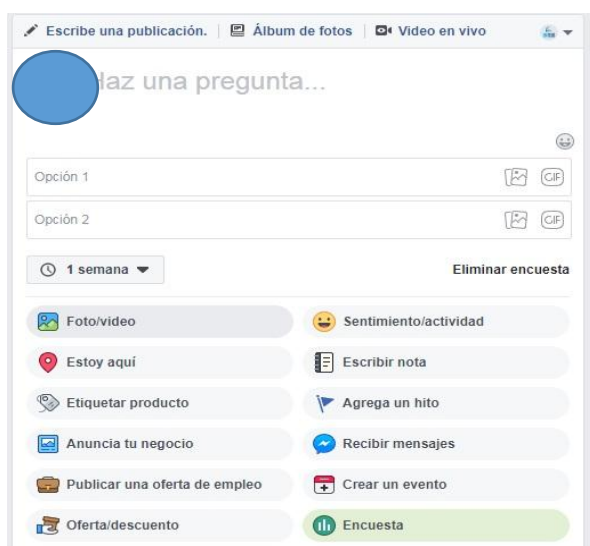 Escribe una publicación. Álbum de fotos Video en vivo
Haz una pregunta...
Opción 1 GIF
Opción 2 GIF
1 semana Eliminar encuesta
Foto/video Sentimiento/actividad
Estoy aquí Escribir nota
Etiquetar producto Agrega un hito
Anuncia tu negocio Recibir mensajes
Publicar una oferta de empleo Crear un evento
Oferta/descuento Encuesta